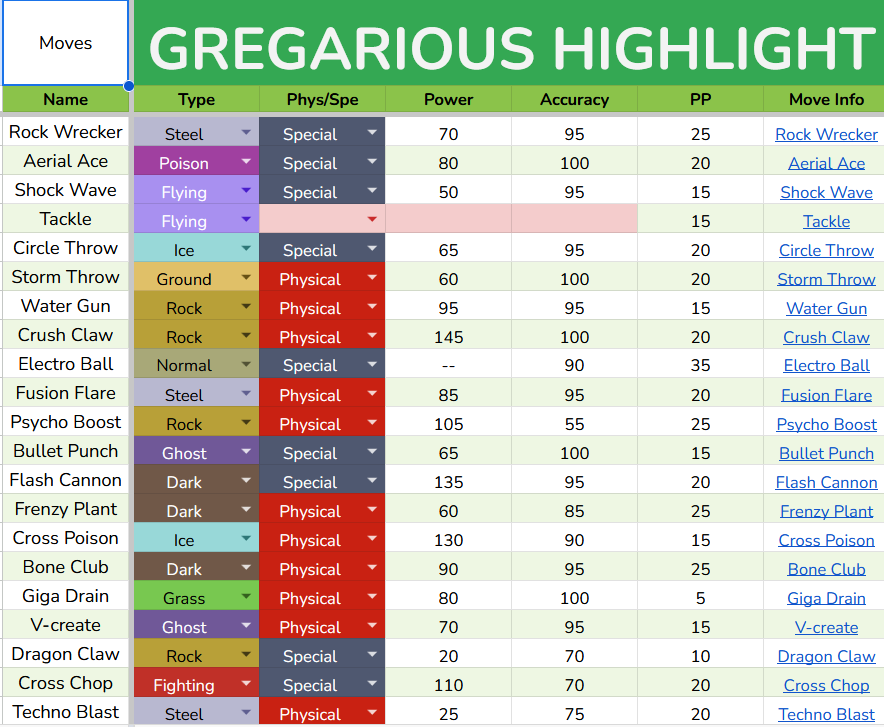 Moves GREGARIOUS HIGHLIGHT
Name Type Phys/Spe Power Accuracy PP Move Info
Rock Wrecker Steel Special 70 95 25 Rock Wrecker
Aerial Ace Poison Special 80 100 20 Aerial Ace
Shock Wave Flying Special 50 95 15 Shock Wave
Tackle Flying 15 Tackle
Circle Throw Ice Special 65 95 20 Circle Throw
Storm Throw Ground Physical 60 100 20 Storm Throw
Water Gun Rock Physical 95 95 15 Water Gun
Crush Claw Rock Physical 145 100 20 Crush Claw
Electro Ball Normal Special -- 90 35 Electro Ball
Fusion Flare Steel Physical 85 95 20 Fusion Flare
Psycho Boost Rock Physical 105 55 25 Psycho Boost
Bullet Punch Ghost Special 65 100 15 Bullet Punch
Flash Cannon Dark Special 135 95 20 Flash Cannon
Frenzy Plant Dark Physical 60 85 25 Frenzy Plant
Cross Poison Ice Physical 130 90 15 Cross Poison
Bone Club Dark Physical 90 95 25 Bone Club
Giga Drain Grass Physical 80 100 5 Giga Drain
V-create Ghost Physical 70 95 15 V-create
Dragon Claw Rock Special 20 70 10 Dragon Claw
Cross Chop Fighting Special 110 70 20 Cross Chop
Techno Blast Steel Physical 25 75 20 Techno Blast